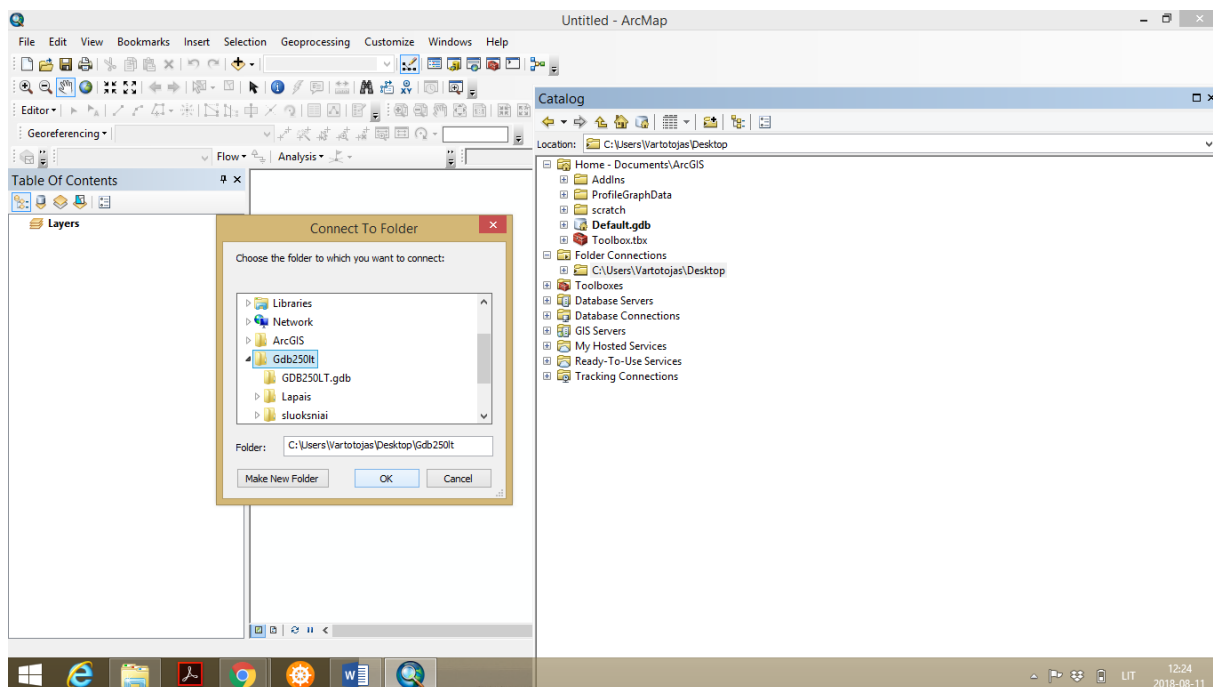 Untitled - ArcMap
File Edit View Bookmarks Insert Selection Geoprocessing Customize Windows Help
Editor
Georeferencing
Flow Analysis
Table Of Contents
Layers
Connect To Folder
Choose the folder to which you want to connect:
Libraries
Network
ArcGIS
Gdb250lt
GDB250LT.gdb
Lapais
sluoksniai
Folder: C:\Users\Vartotojas\Desktop\Gdb250lt
Make New Folder OK Cancel
Catalog
Location: C:\Users\Vartotojas\Desktop
Home - Documents\ArcGIS
AddIns
ProfileGraphData
scratch
Default.gdb
Toolbox.tbx
Folder Connections
C:\Users\Vartotojas\Desktop
Toolboxes
Database Servers
Database Connections
GIS Servers
My Hosted Services
Ready-To-Use Services
Tracking Connections
LIT
12:24
2018-08-11